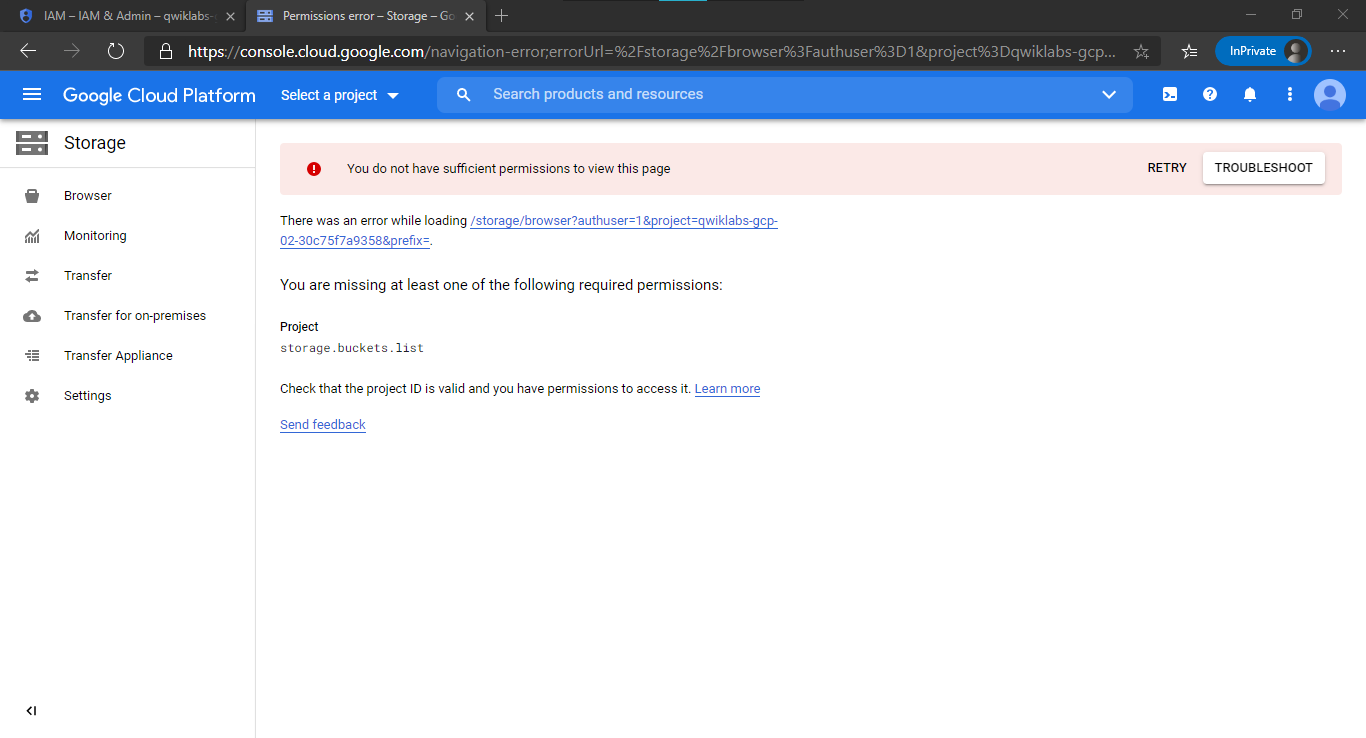 IAM – IAM & Admin – qwiklabs-
Permissions error – Storage – Go
https://console.cloud.google.com/navigation-error;errorUrl=%2Fstorage%2Fbrowser%3Fauthuser%3D1&project%3Dqwiklabs-gcp...
InPrivate
Google Cloud Platform
Select a project
Search products and resources
Storage
Browser
Monitoring
Transfer
Transfer for on-premises
Transfer Appliance
Settings
You do not have sufficient permissions to view this page
RETRY
TROUBLESHOOT
There was an error while loading /storage/browser?authuser=1&project=qwiklabs-gcp-
02-30c75f7a9358&prefix=.
You are missing at least one of the following required permissions:
Project
storage.buckets.list
Check that the project ID is valid and you have permissions to access it. Learn more
Send feedback